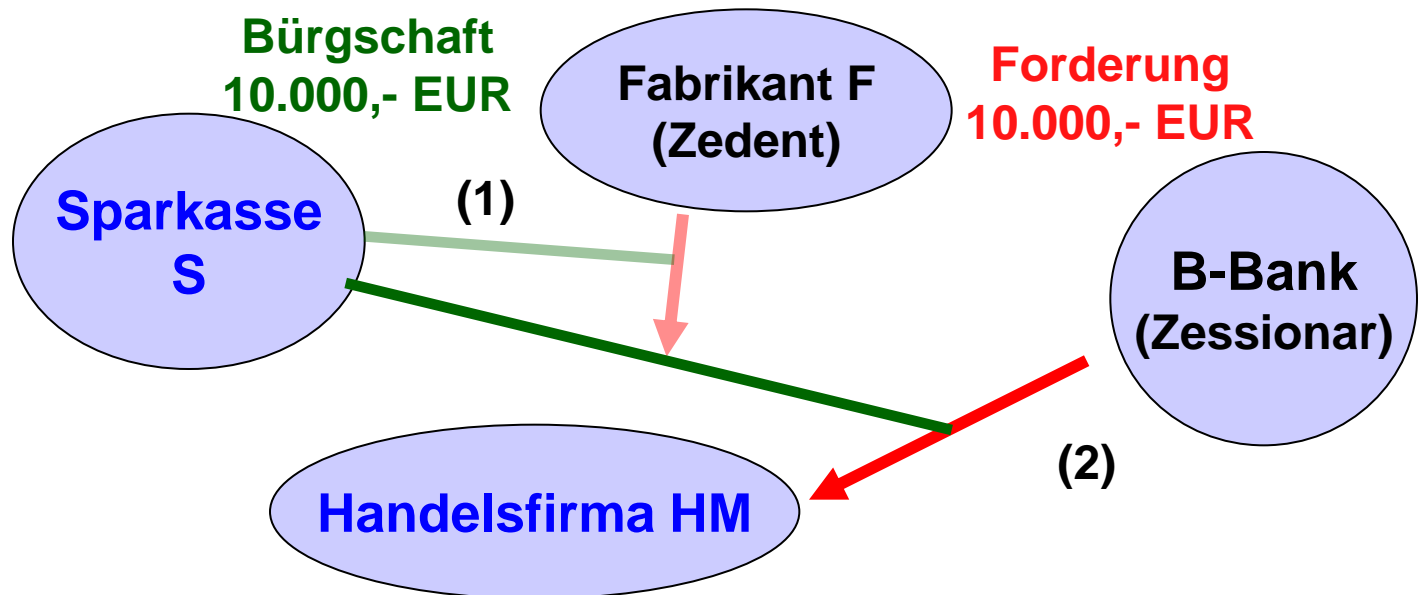 Bürgschaft
10.000,- EUR
Fabrikant F
(Zedent)
Forderung
10.000,- EUR
Sparkasse
S
(1)
B-Bank
(Zessionar)
(2)
Handelsfirma HM